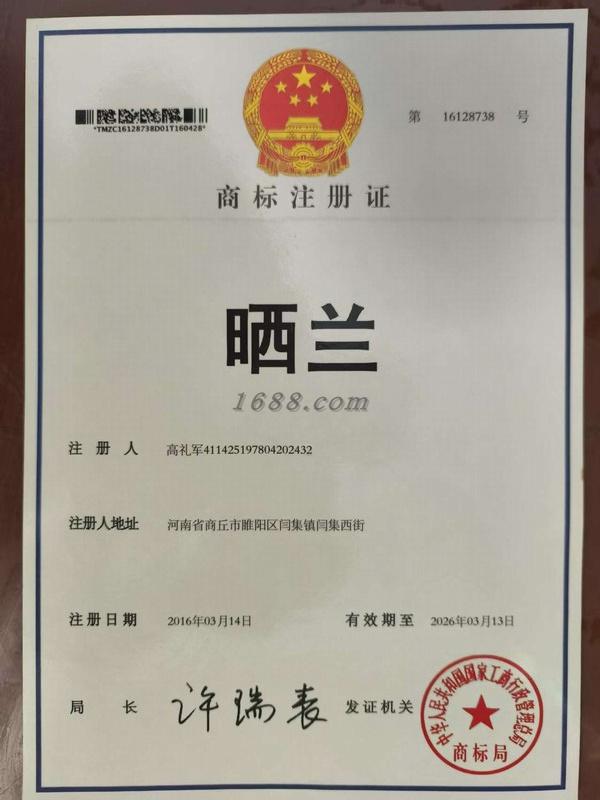 *TMZC16128738D01T160428*
第 16128738 号
商标注册证
晒兰
1688.com
注册人 高礼军411425197804202432
注册人地址 河南省商丘市睢阳区闫集镇闫集西街
注册日期 2016年03月14日 有效期至 2026年03月13日
局长 许瑞表 发证机关
中华人民共和国国家工商行政管理总局
商标局